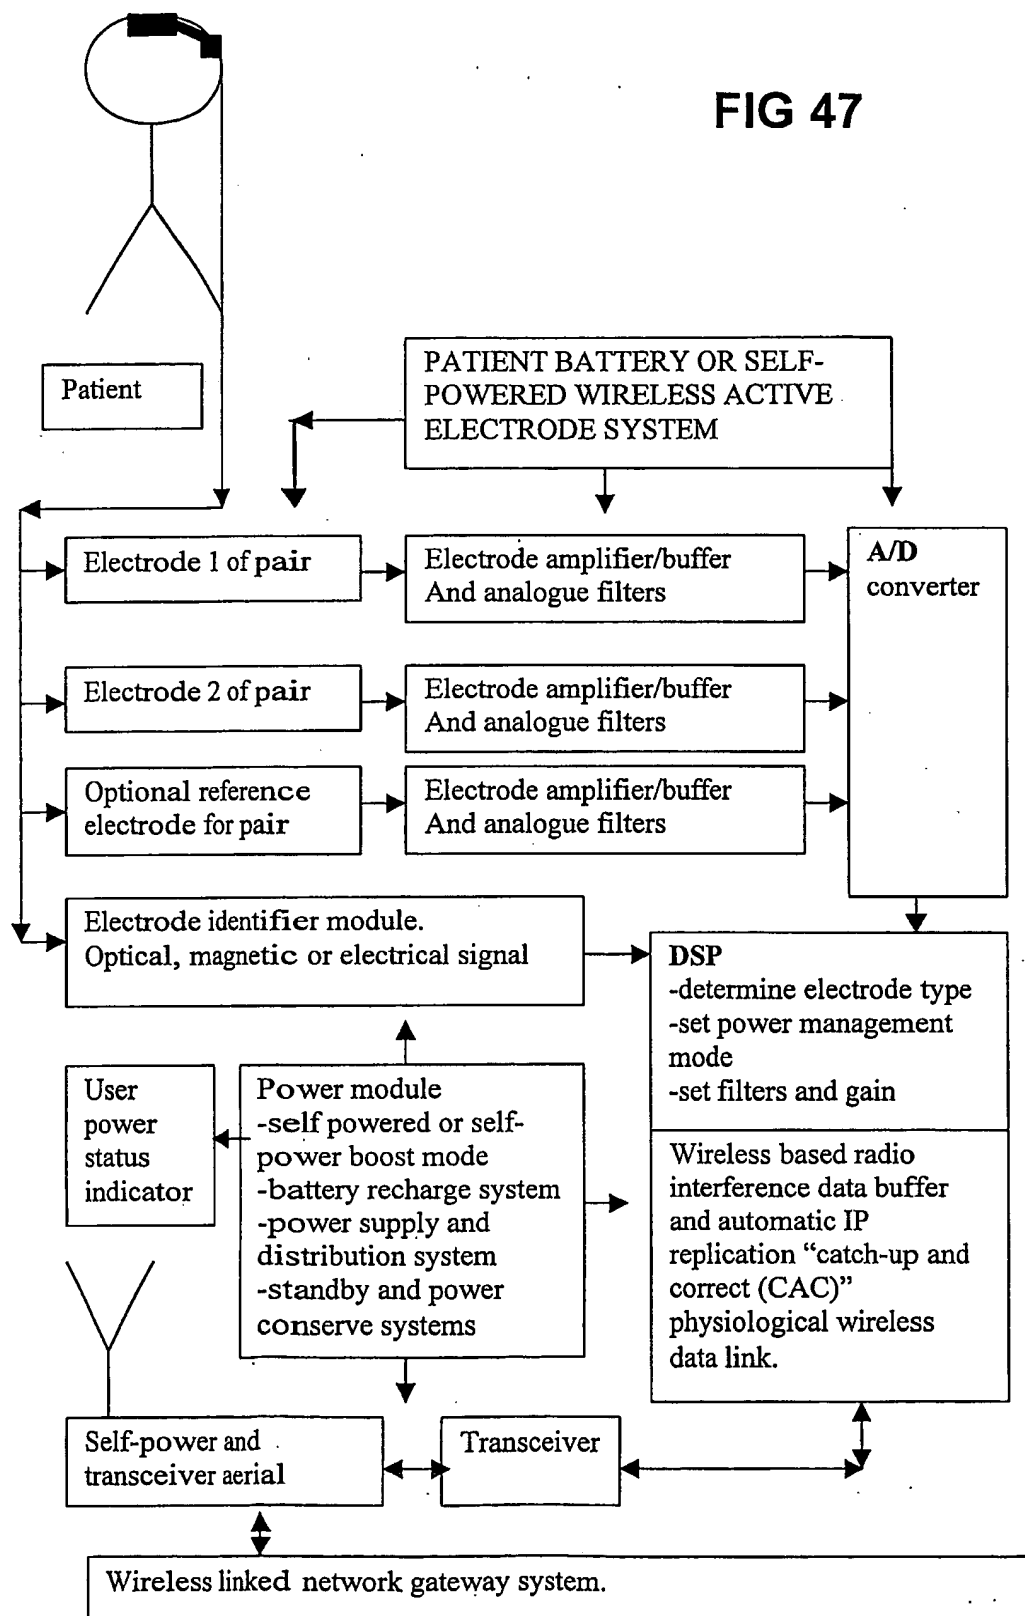 FIG 47
Patient
PATIENT BATTERY OR SELF-
POWERED WIRELESS ACTIVE
ELECTRODE SYSTEM
Electrode 1 of pair
Electrode amplifier/buffer
And analogue filters
A/D
converter
Electrode 2 of pair
Electrode amplifier/buffer
And analogue filters
Optional reference
electrode for pair
Electrode amplifier/buffer
And analogue filters
Electrode identifier module.
Optical, magnetic or electrical signal
DSP
-determine electrode type
-set power management
mode
-set filters and gain
User
power
status
indicator
Power module
-self powered or self-
power boost mode
-battery recharge system
-power supply and
distribution system
-standby and power
conserve systems
Wireless based radio
interference data buffer
and automatic IP
replication “catch-up and
correct (CAC)”
physiological wireless
data link.
Self-power and
transceiver aerial
Transceiver
Wireless linked network gateway system.